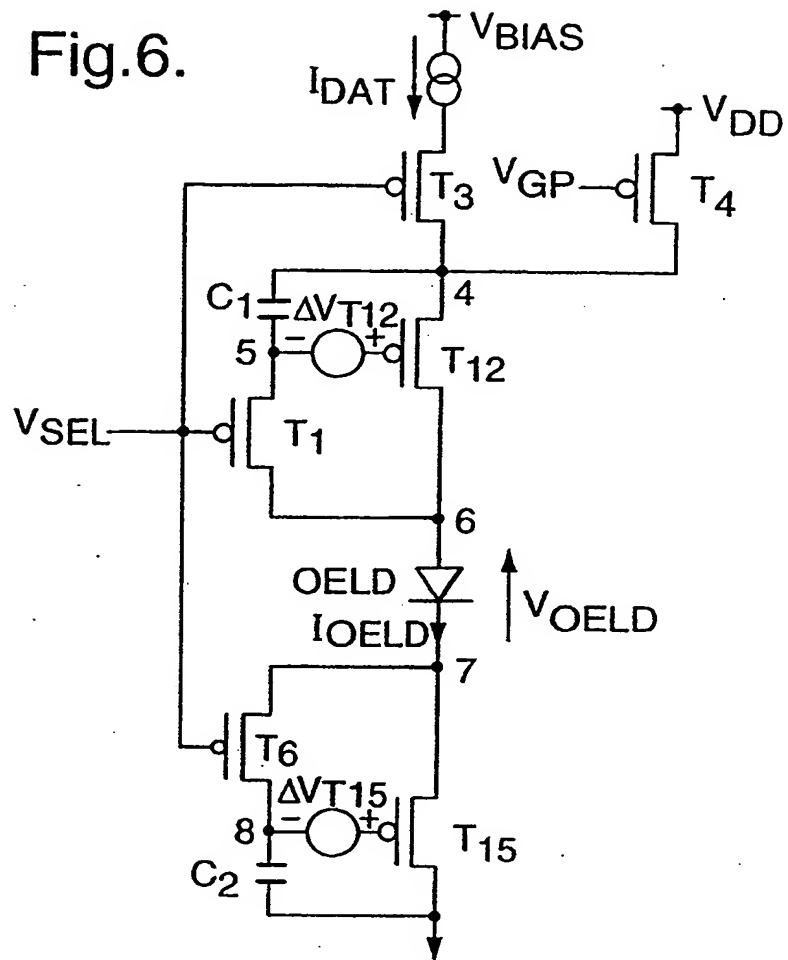 Fig.6.
VBIAS
IDAT
VDD
T3
VGP
T4
4
C1
ΔVT12
5
− +
T12
VSEL
T1
6
OELD
VOELD
IOELD
7
T6
ΔVT15
8
− +
T15
C2